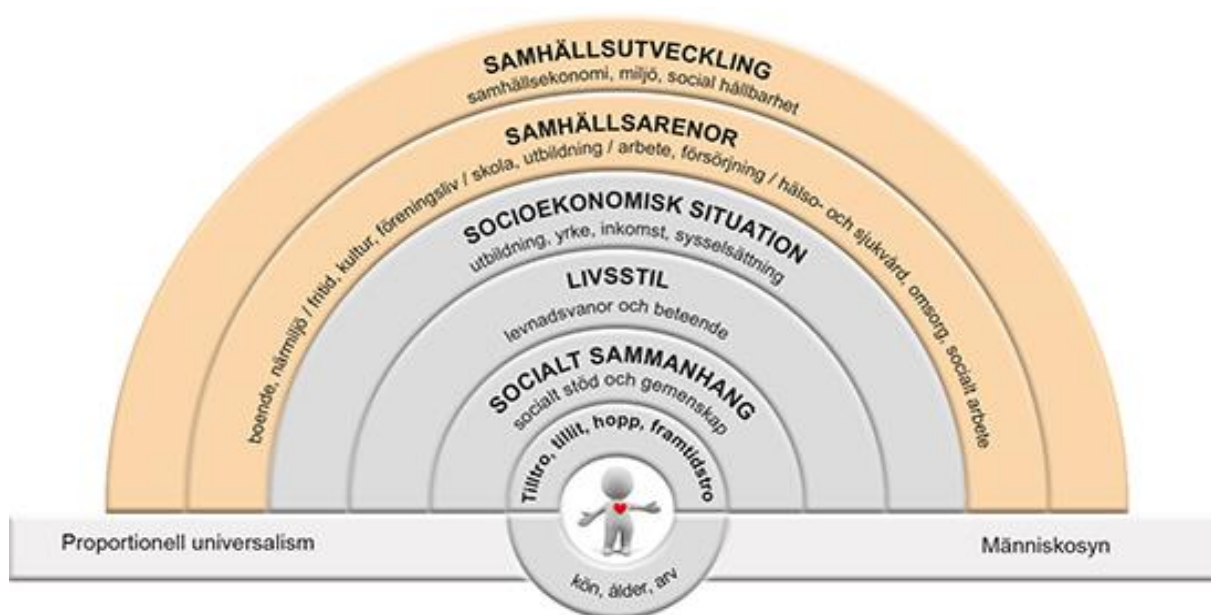 SAMHÄLLSUTVECKLING
samhällsekonomi, miljö, social hållbarhet
SAMHÄLLSARENOR
boende, närmiljö / fritid, kultur, föreningsliv / skola, utbildning / arbete, försörjning / hälso- och sjukvård, omsorg, socialt arbete
SOCIOEKONOMISK SITUATION
utbildning, yrke, inkomst, sysselsättning
LIVSSTIL
levnadsvanor och beteende
SOCIALT SAMMANHANG
socialt stöd och gemenskap
Tilltro, tillit, hopp, framtidstro
Proportionell universalism
Människosyn
kön, ålder, arv